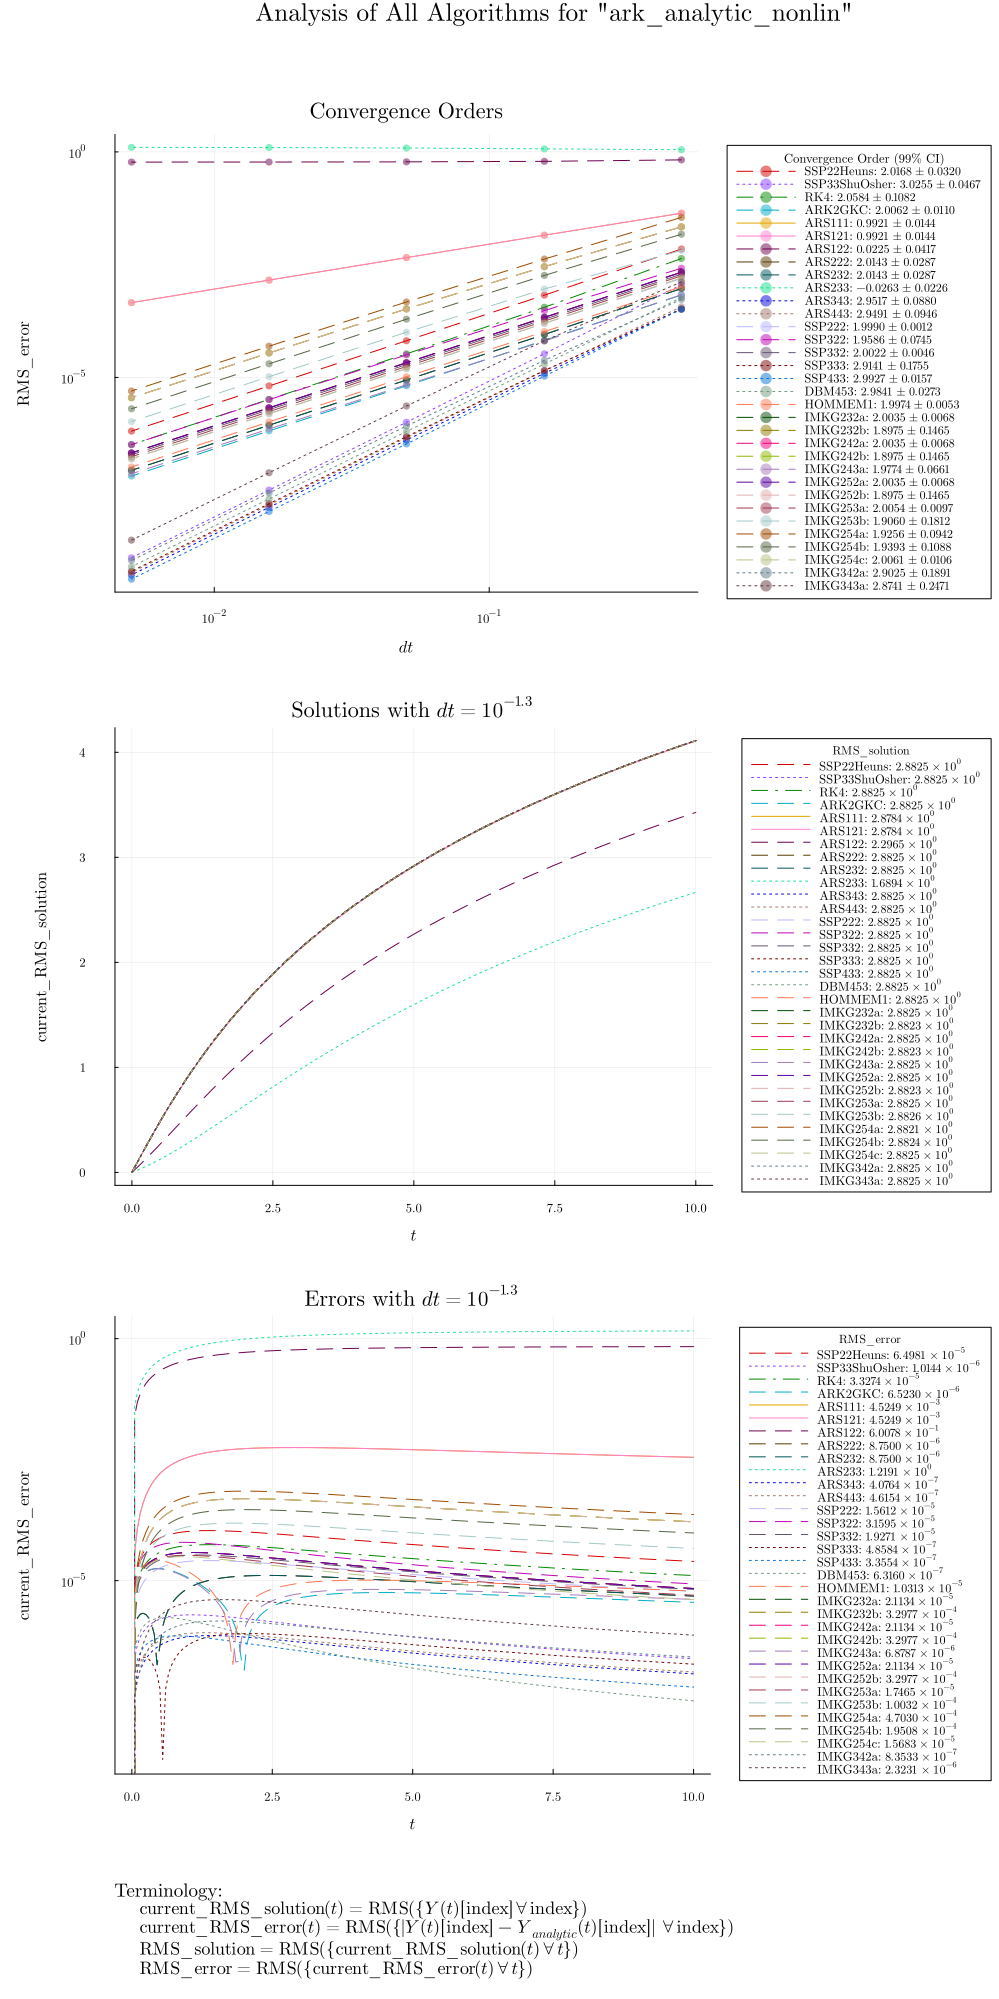 Analysis of All Algorithms for "ark_analytic_nonlin"
Convergence Orders
10^0
10^-5
RMS_error
10^-2
10^-1
dt
Convergence Order (99% CI)
SSP22Heuns: 2.0168 ± 0.0320
SSP33ShuOsher: 3.0255 ± 0.0467
RK4: 2.0584 ± 0.1082
ARK2GKC: 2.0062 ± 0.0110
ARS111: 0.9921 ± 0.0144
ARS121: 0.9921 ± 0.0144
ARS122: 0.0225 ± 0.0417
ARS222: 2.0143 ± 0.0287
ARS232: 2.0143 ± 0.0287
ARS233: −0.0263 ± 0.0226
ARS343: 2.9517 ± 0.0880
ARS443: 2.9491 ± 0.0946
SSP222: 1.9990 ± 0.0012
SSP322: 1.9586 ± 0.0745
SSP332: 2.0022 ± 0.0046
SSP333: 2.9141 ± 0.1755
SSP433: 2.9927 ± 0.0157
DBM453: 2.9841 ± 0.0273
HOMMEM1: 1.9974 ± 0.0053
IMKG232a: 2.0035 ± 0.0068
IMKG232b: 1.8975 ± 0.1465
IMKG242a: 2.0035 ± 0.0068
IMKG242b: 1.8975 ± 0.1465
IMKG243a: 1.9774 ± 0.0661
IMKG252a: 2.0035 ± 0.0068
IMKG252b: 1.8975 ± 0.1465
IMKG253a: 2.0054 ± 0.0097
IMKG253b: 1.9060 ± 0.1812
IMKG254a: 1.9256 ± 0.0942
IMKG254b: 1.9393 ± 0.1088
IMKG254c: 2.0061 ± 0.0106
IMKG342a: 2.9025 ± 0.1891
IMKG343a: 2.8741 ± 0.2471
Solutions with dt = 10^-1.3
4
3
2
1
0
current_RMS_solution
0.0
2.5
5.0
7.5
10.0
t
RMS_solution
SSP22Heuns: 2.8825 × 10^0
SSP33ShuOsher: 2.8825 × 10^0
RK4: 2.8825 × 10^0
ARK2GKC: 2.8825 × 10^0
ARS111: 2.8784 × 10^0
ARS121: 2.8784 × 10^0
ARS122: 2.2965 × 10^0
ARS222: 2.8825 × 10^0
ARS232: 2.8825 × 10^0
ARS233: 1.6894 × 10^0
ARS343: 2.8825 × 10^0
ARS443: 2.8825 × 10^0
SSP222: 2.8825 × 10^0
SSP322: 2.8825 × 10^0
SSP332: 2.8825 × 10^0
SSP333: 2.8825 × 10^0
SSP433: 2.8825 × 10^0
DBM453: 2.8825 × 10^0
HOMMEM1: 2.8825 × 10^0
IMKG232a: 2.8825 × 10^0
IMKG232b: 2.8823 × 10^0
IMKG242a: 2.8825 × 10^0
IMKG242b: 2.8823 × 10^0
IMKG243a: 2.8825 × 10^0
IMKG252a: 2.8825 × 10^0
IMKG252b: 2.8823 × 10^0
IMKG253a: 2.8825 × 10^0
IMKG253b: 2.8826 × 10^0
IMKG254a: 2.8821 × 10^0
IMKG254b: 2.8824 × 10^0
IMKG254c: 2.8825 × 10^0
IMKG342a: 2.8825 × 10^0
IMKG343a: 2.8825 × 10^0
Errors with dt = 10^-1.3
10^0
10^-5
current_RMS_error
0.0
2.5
5.0
7.5
10.0
t
RMS_error
SSP22Heuns: 6.4981 × 10^-5
SSP33ShuOsher: 1.0144 × 10^-6
RK4: 3.3274 × 10^-5
ARK2GKC: 6.5230 × 10^-6
ARS111: 4.5249 × 10^-3
ARS121: 4.5249 × 10^-3
ARS122: 6.0078 × 10^-1
ARS222: 8.7500 × 10^-6
ARS232: 8.7500 × 10^-6
ARS233: 1.2191 × 10^0
ARS343: 4.0764 × 10^-7
ARS443: 4.6154 × 10^-7
SSP222: 1.5612 × 10^-5
SSP322: 3.1595 × 10^-5
SSP332: 1.9271 × 10^-5
SSP333: 4.8584 × 10^-7
SSP433: 3.3554 × 10^-7
DBM453: 6.3160 × 10^-7
HOMMEM1: 1.0313 × 10^-5
IMKG232a: 2.1134 × 10^-5
IMKG232b: 3.2977 × 10^-4
IMKG242a: 2.1134 × 10^-5
IMKG242b: 3.2977 × 10^-4
IMKG243a: 6.8787 × 10^-6
IMKG252a: 2.1134 × 10^-5
IMKG252b: 3.2977 × 10^-4
IMKG253a: 1.7465 × 10^-5
IMKG253b: 1.0032 × 10^-4
IMKG254a: 4.7030 × 10^-4
IMKG254b: 1.9508 × 10^-4
IMKG254c: 1.5683 × 10^-5
IMKG342a: 8.3533 × 10^-7
IMKG343a: 2.3231 × 10^-6
Terminology:
current_RMS_solution(t) = RMS({Y(t)[index] ∀ index})
current_RMS_error(t) = RMS({|Y(t)[index] − Y_analytic(t)[index]| ∀ index})
RMS_solution = RMS({current_RMS_solution(t) ∀ t})
RMS_error = RMS({current_RMS_error(t) ∀ t})